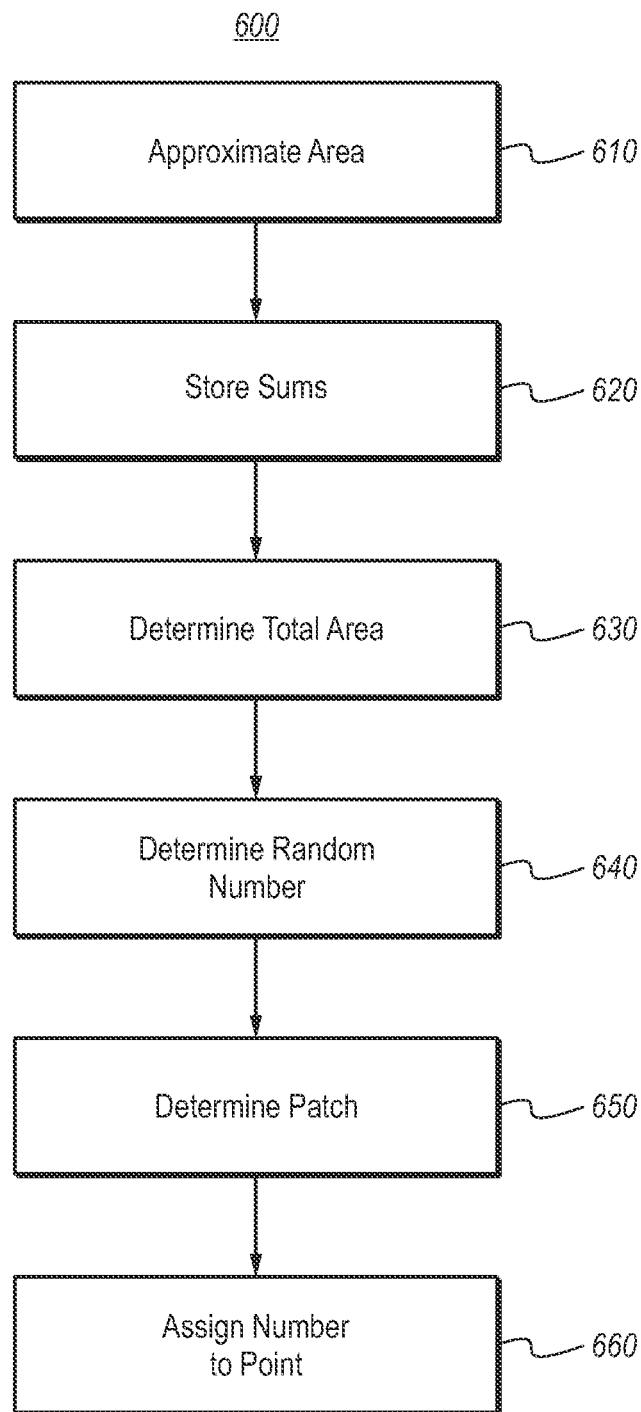 600
Approximate Area
610
Store Sums
620
Determine Total Area
630
Determine Random
Number
640
Determine Patch
650
Assign Number
to Point
660